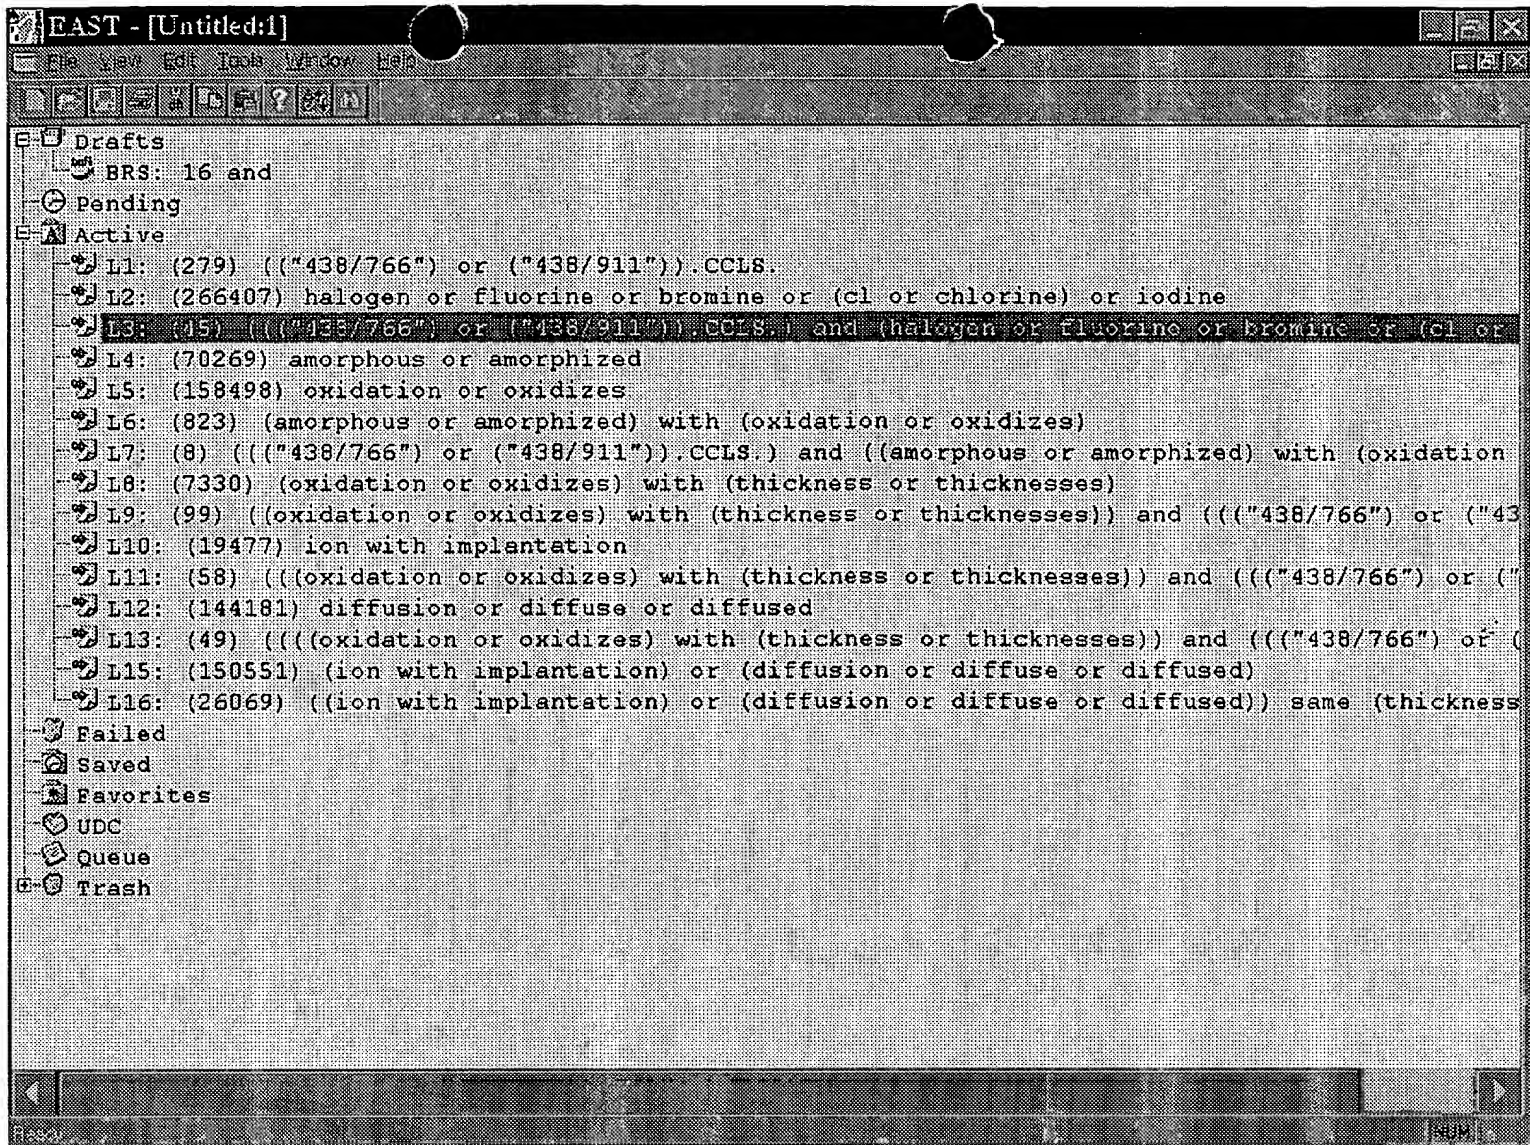 EAST - [Untitled:1]
File View Edit Tools Window Help
Drafts
BRS: 16 and
Pending
Active
L1: (279) (("438/766") or ("438/911")).CCLS.
L2: (266407) halogen or fluorine or bromine or (cl or chlorine) or iodine
L3: (45) ((("438/766") or ("438/911")).CCLS.) and (halogen or fluorine or bromine or (cl or
L4: (70269) amorphous or amorphized
L5: (158498) oxidation or oxidizes
L6: (823) (amorphous or amorphized) with (oxidation or oxidizes)
L7: (8) ((("438/766") or ("438/911")).CCLS.) and ((amorphous or amorphized) with (oxidation
L8: (7330) (oxidation or oxidizes) with (thickness or thicknesses)
L9: (99) ((oxidation or oxidizes) with (thickness or thicknesses)) and ((("438/766") or ("43
L10: (19477) ion with implantation
L11: (58) (((oxidation or oxidizes) with (thickness or thicknesses)) and ((("438/766") or ("
L12: (144181) diffusion or diffuse or diffused
L13: (49) ((((oxidation or oxidizes) with (thickness or thicknesses)) and ((("438/766") or (
L15: (150551) (ion with implantation) or (diffusion or diffuse or diffused)
L16: (26069) ((ion with implantation) or (diffusion or diffuse or diffused)) same (thickness
Failed
Saved
Favorites
UDC
Queue
Trash
Ready
NUM